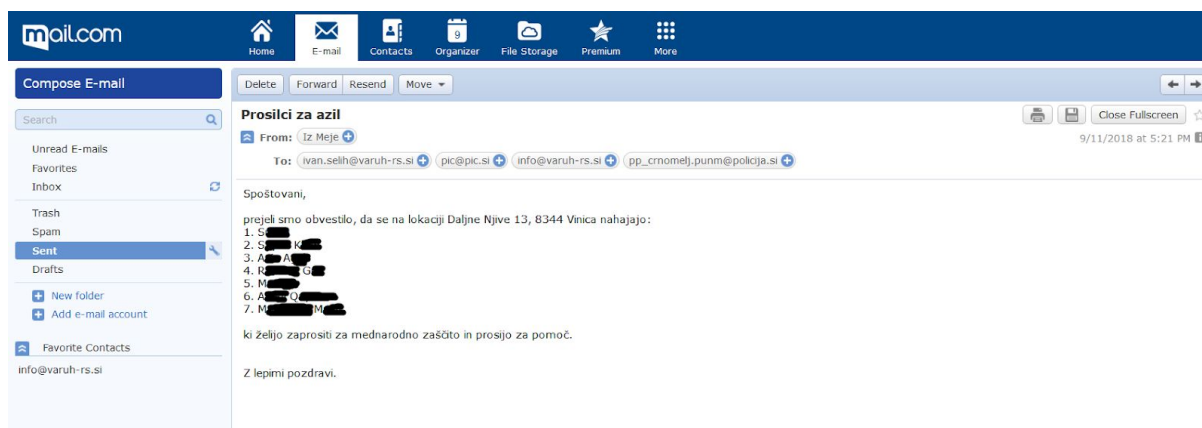 mail.com
Home
E-mail
Contacts
9
Organizer
File Storage
Premium
More
Compose E-mail
Search
Unread E-mails
Favorites
Inbox
Trash
Spam
Sent
Drafts
New folder
Add e-mail account
Favorite Contacts
info@varuh-rs.si
Delete Forward Resend Move
Prosilci za azil
Close Fullscreen
From: Iz Meje
9/11/2018 at 5:21 PM
To: ivan.selih@varuh-rs.si pic@pic.si info@varuh-rs.si pp_crnomelj.punm@policija.si
Spoštovani,
prejeli smo obvestilo, da se na lokaciji Daljne Njive 13, 8344 Vinica nahajajo:
1. S
2. S K
3. A A
4. R G
5. M
6. A Q
7. M M
ki želijo zaprositi za mednarodno zaščito in prosijo za pomoč.
Z lepimi pozdravi.